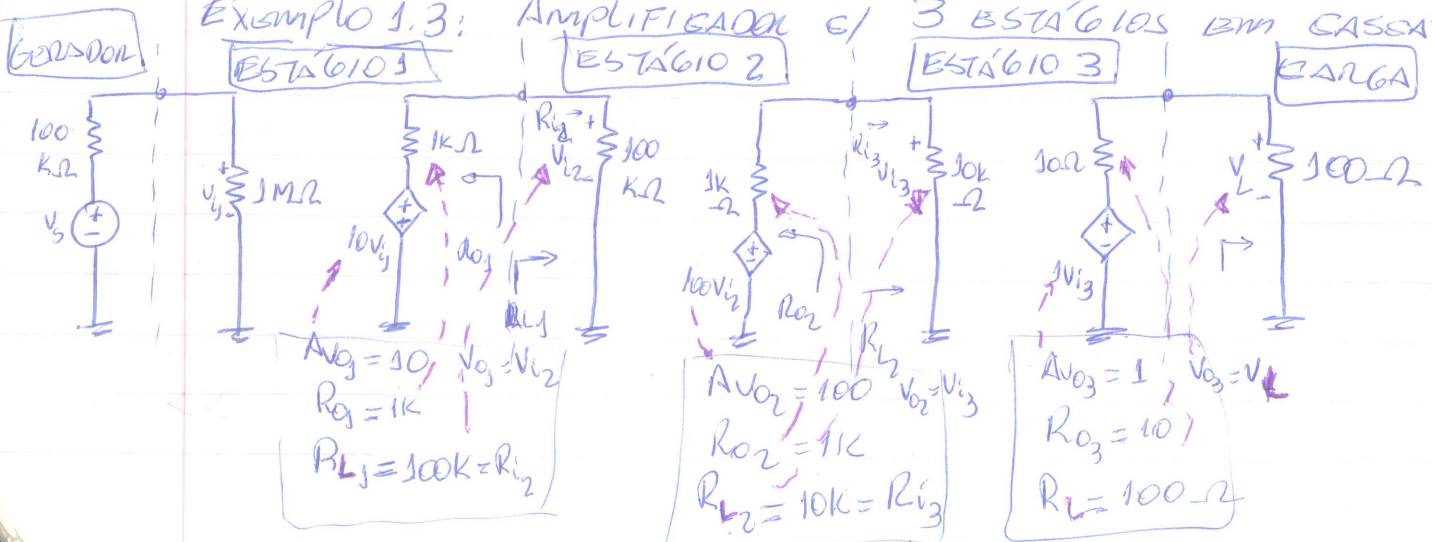 EXEMPLO 1.3: AMPLIFICADOR C/ 3 ESTÁGIOS EM CASCA
GERADOR
ESTÁGIO 1
ESTÁGIO 2
ESTÁGIO 3
CARGA
100 KΩ
Vs
+
−
+
Vi1
−
1MΩ
1KΩ
10Vi1
Ro1
Ri2
+
Vi2
−
100 KΩ
RL1
1K Ω
100Vi2
Ro2
RL2
Ri3
+
Vi3
−
10K Ω
10Ω
1Vi3
+
VL
−
100Ω
Avo1 = 10 Vo1 = Vi2
Ro1 = 1K
RL1 = 100K = Ri2
Avo2 = 100 Vo2 = Vi3
Ro2 = 1K
RL2 = 10K = Ri3
Avo3 = 1 Vo3 = VL
Ro3 = 10
RL = 100Ω